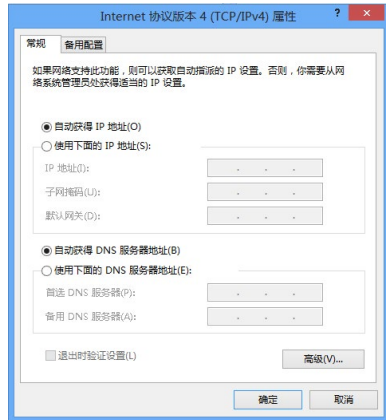 Internet 协议版本 4 (TCP/IPv4) 属性
? ×
常规 备用配置
如果网络支持此功能，则可以获取自动指派的 IP 设置。否则，你需要从网
络系统管理员处获得适当的 IP 设置。
自动获得 IP 地址(O)
使用下面的 IP 地址(S):
IP 地址(I):
子网掩码(U):
默认网关(D):
自动获得 DNS 服务器地址(B)
使用下面的 DNS 服务器地址(E):
首选 DNS 服务器(P):
备用 DNS 服务器(A):
退出时验证设置(L)
高级(V)...
确定 取消